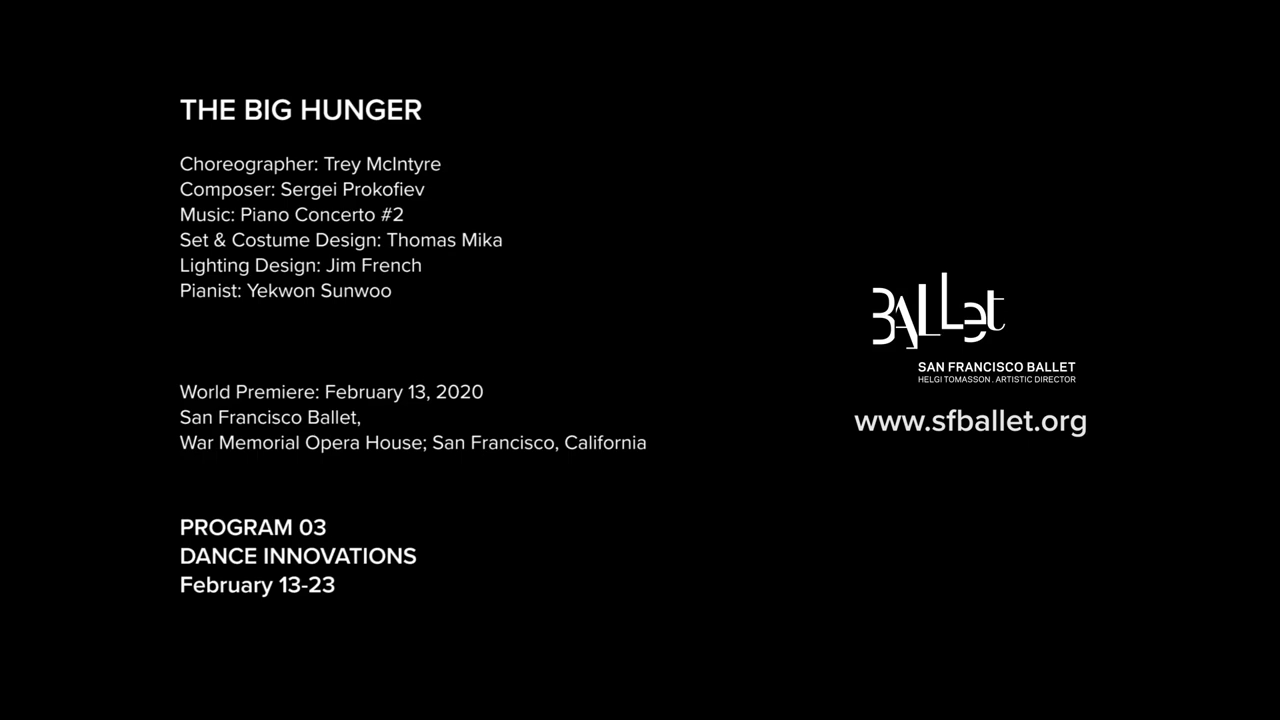 THE BIG HUNGER
Choreographer: Trey McIntyre
Composer: Sergei Prokofiev
Music: Piano Concerto #2
Set & Costume Design: Thomas Mika
Lighting Design: Jim French
Pianist: Yekwon Sunwoo
World Premiere: February 13, 2020
San Francisco Ballet,
War Memorial Opera House; San Francisco, California
PROGRAM 03
DANCE INNOVATIONS
February 13-23
BALLet
SAN FRANCISCO BALLET
HELGI TOMASSON . ARTISTIC DIRECTOR
www.sfballet.org